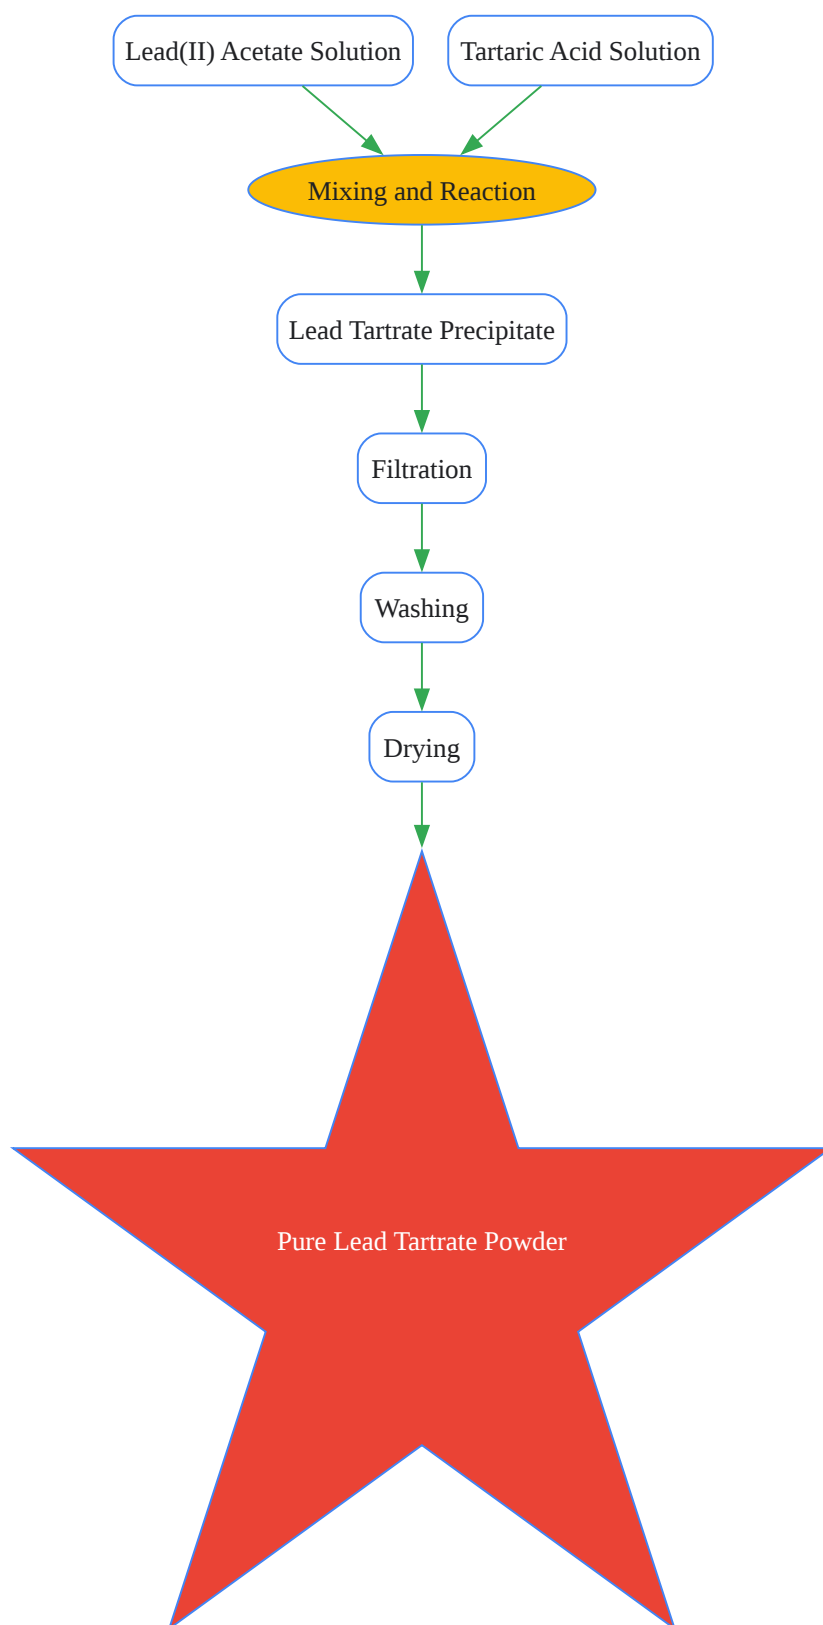 Lead(II) Acetate Solution
Tartaric Acid Solution
Mixing and Reaction
Lead Tartrate Precipitate
Filtration
Washing
Drying
Pure Lead Tartrate Powder